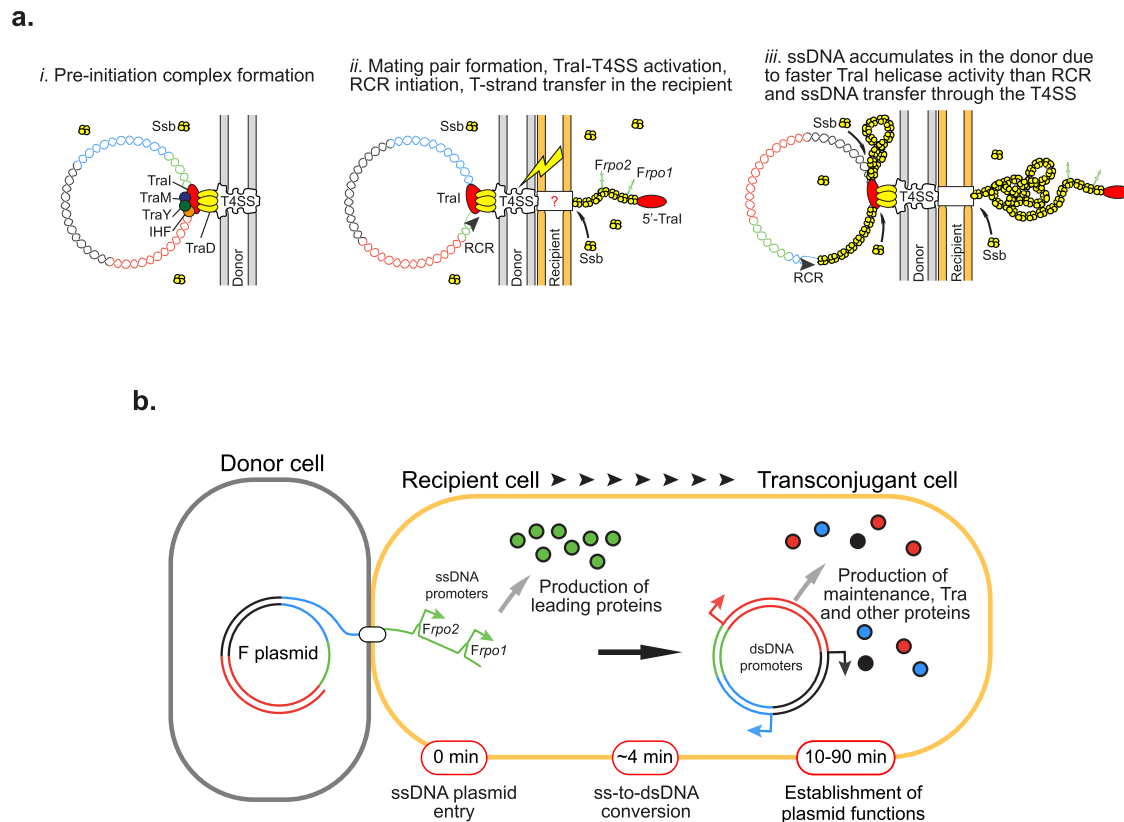 a.
i. Pre-initiation complex formation
ii. Mating pair formation, TraI-T4SS activation,
RCR intiation, T-strand transfer in the recipient
iii. ssDNA accumulates in the donor due
to faster TraI helicase activity than RCR
and ssDNA transfer through the T4SS
Ssb
TraI
TraM
TraY
IHF
TraD
T4SS
Donor
Ssb
TraI
T4SS
?
RCR
Donor
Recipient
Frpo2
Frpo1
5'-TraI
Ssb
Ssb
T4SS
RCR
Donor
Recipient
Ssb
b.
Donor cell
Recipient cell
Transconjugant cell
F plasmid
ssDNA
promoters
Frpo2
Frpo1
Production of
leading proteins
Production of
maintenance, Tra
and other proteins
dsDNA
promoters
0 min
~4 min
10-90 min
ssDNA plasmid
entry
ss-to-dsDNA
conversion
Establishment of
plasmid functions